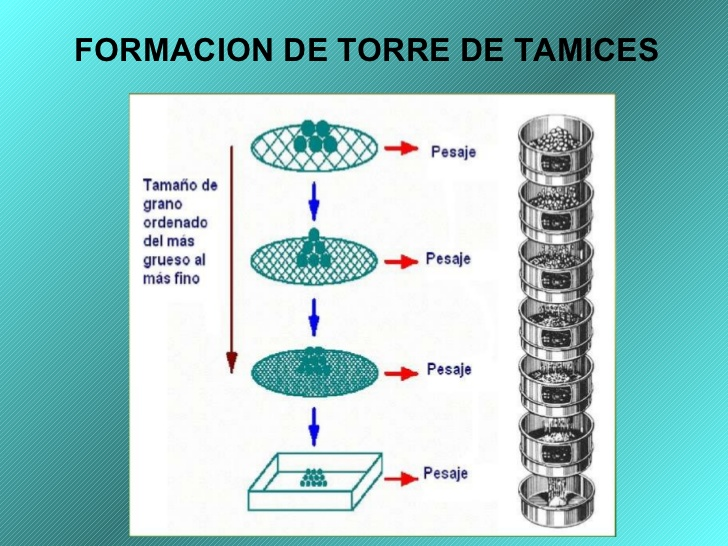 FORMACION DE TORRE DE TAMICES
Pesaje
Tamaño de
grano
ordenado
del más
grueso al
más fino
Pesaje
Pesaje
Pesaje